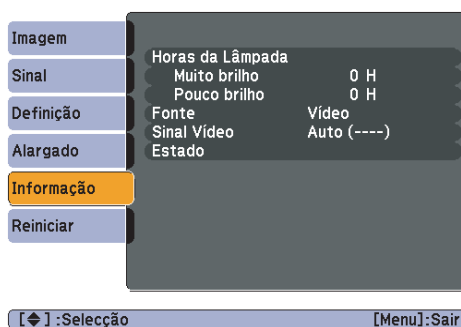 Imagem
Sinal
Definição
Alargado
Informação
Reiniciar
Horas da Lâmpada
Muito brilho 0 H
Pouco brilho 0 H
Fonte Vídeo
Sinal Vídeo Auto (----)
Estado
[◆] :Selecção [Menu]:Sair